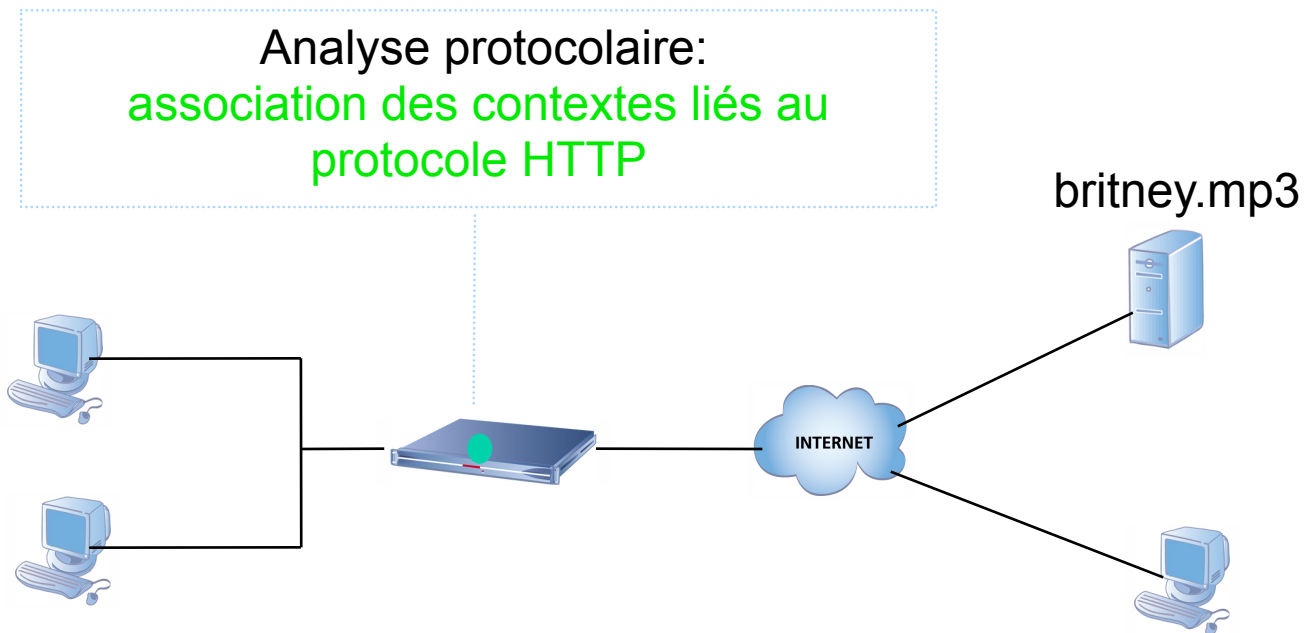 Analyse protocolaire:
association des contextes liés au
protocole HTTP
britney.mp3
INTERNET